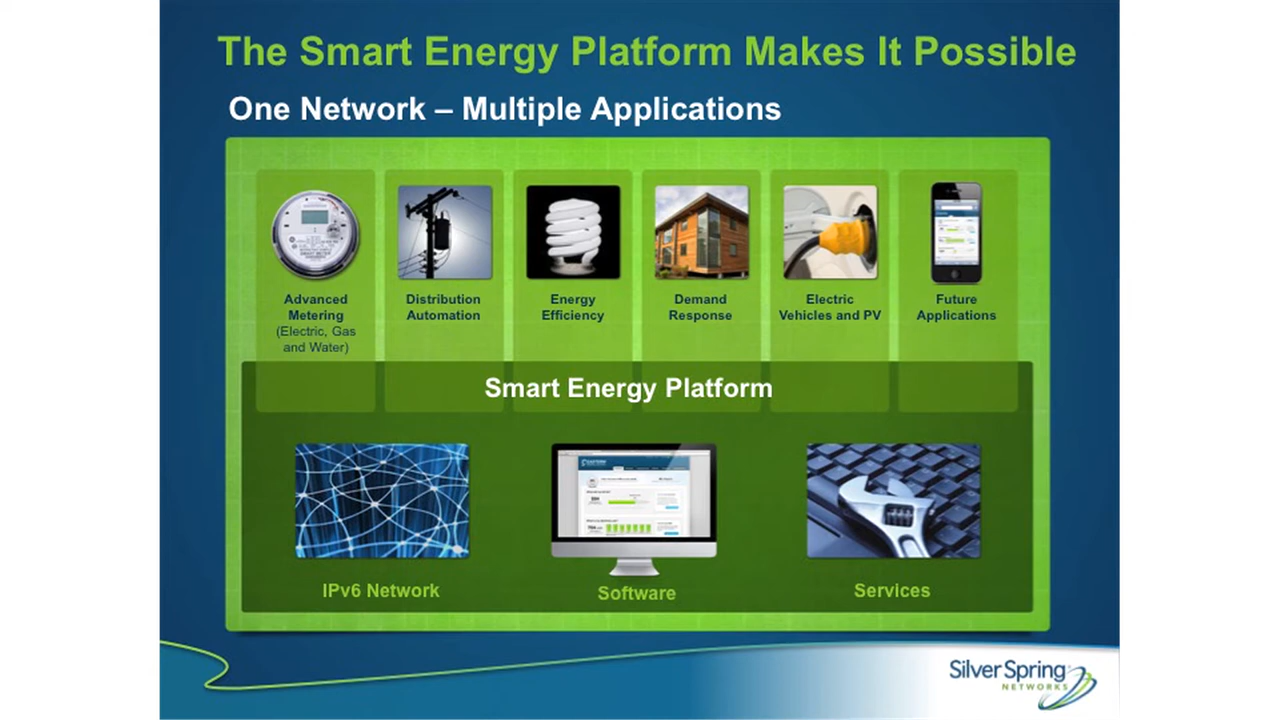 The Smart Energy Platform Makes It Possible
One Network – Multiple Applications
Advanced
Metering
(Electric, Gas
and Water)
Distribution
Automation
Energy
Efficiency
Demand
Response
Electric
Vehicles and PV
Future
Applications
Smart Energy Platform
IPv6 Network
Software
Services
Silver Spring
NETWORKS